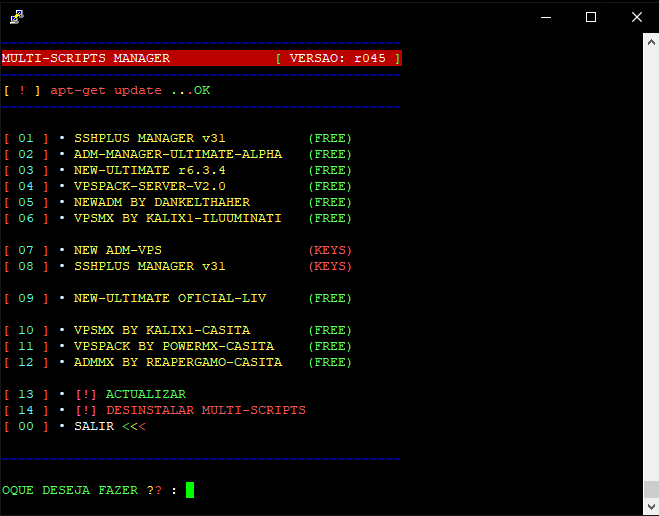 MULTI-SCRIPTS MANAGER [ VERSAO: r045 ]
[ ! ] apt-get update ...OK
[ 01 ] • SSHPLUS MANAGER v31 (FREE)
[ 02 ] • ADM-MANAGER-ULTIMATE-ALPHA (FREE)
[ 03 ] • NEW-ULTIMATE r6.3.4 (FREE)
[ 04 ] • VPSPACK-SERVER-V2.0 (FREE)
[ 05 ] • NEWADM BY DANKELTHAHER (FREE)
[ 06 ] • VPSMX BY KALIX1-ILUUMINATI (FREE)
[ 07 ] • NEW ADM-VPS (KEYS)
[ 08 ] • SSHPLUS MANAGER v31 (KEYS)
[ 09 ] • NEW-ULTIMATE OFICIAL-LIV (FREE)
[ 10 ] • VPSMX BY KALIX1-CASITA (FREE)
[ 11 ] • VPSPACK BY POWERMX-CASITA (FREE)
[ 12 ] • ADMMX BY REAPERGAMO-CASITA (FREE)
[ 13 ] • [!] ACTUALIZAR
[ 14 ] • [!] DESINSTALAR MULTI-SCRIPTS
[ 00 ] • SALIR <<<
OQUE DESEJA FAZER ?? :